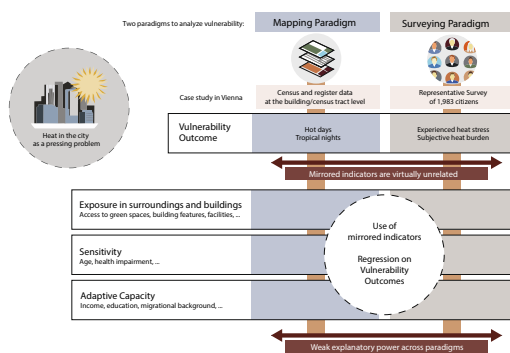 Two paradigms to analyze vulnerability:
Mapping Paradigm
Surveying Paradigm
Heat in the city
as a pressing problem
Case study in Vienna
Census and register data
at the building/census tract level
Representative Survey
of 1,983 citizens
Vulnerability
Outcome
Hot days
Tropical nights
Experienced heat stress
Subjective heat burden
Mirrored indicators are virtually unrelated
Exposure in surroundings and buildings
Access to green spaces, building features, facilities, ...
Sensitivity
Age, health impairment, ...
Adaptive Capacity
Income, education, migrational background, ...
Use of
mirrored indicators
Regression on
Vulnerability
Outcomes
Weak explanatory power across paradigms